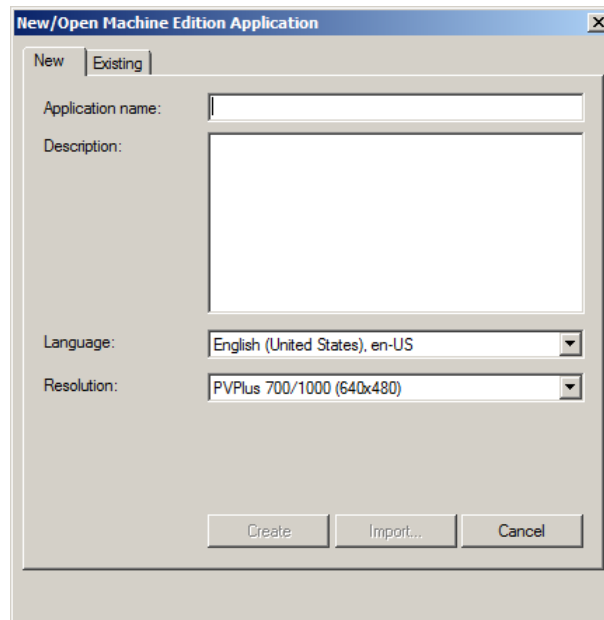 New/Open Machine Edition Application
New Existing
Application name:
Description:
Language: English (United States), en-US
Resolution: PVPlus 700/1000 (640x480)
Create Import... Cancel